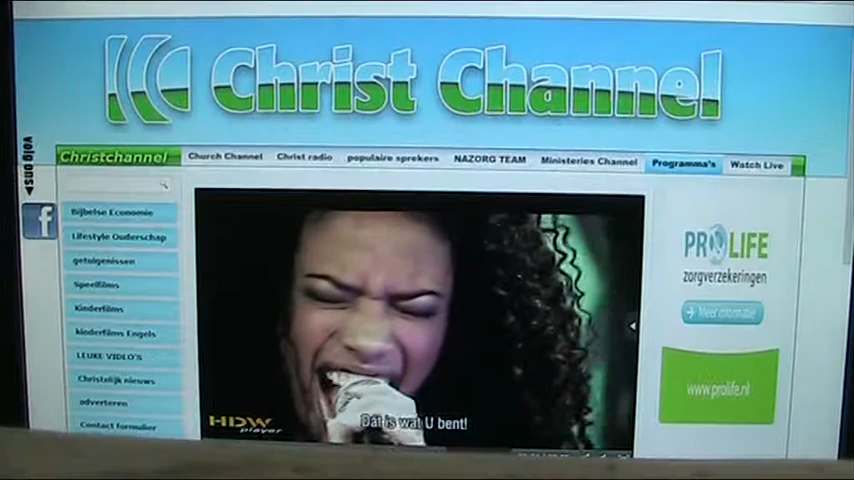 Christ Channel
volg ons
Christchannel
Church Channel
Christ radio
populaire sprekers
NAZORG TEAM
Ministeries Channel
Programma's
Watch Live
f
Bijbelse Economie
Lifestyle Ouderschap
getuigenissen
Speelfilms
Kinderfilms
kinderfilms Engels
LEUKE VIDEO'S
Christelijk nieuws
adverteren
Contact formulier
HDW
player
Dát is wat U bent!
PROLIFE
zorgverzekeringen
Meer informatie
www.prolife.nl